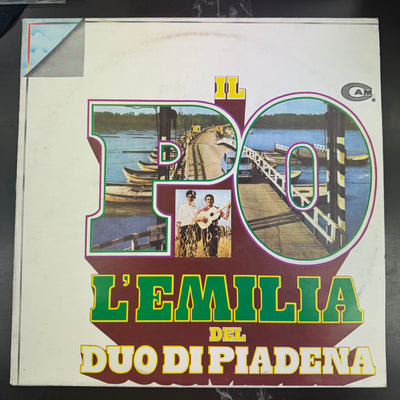 IL
CAM
PO
L'EMILIA
DEL
DUO DI PIADENA